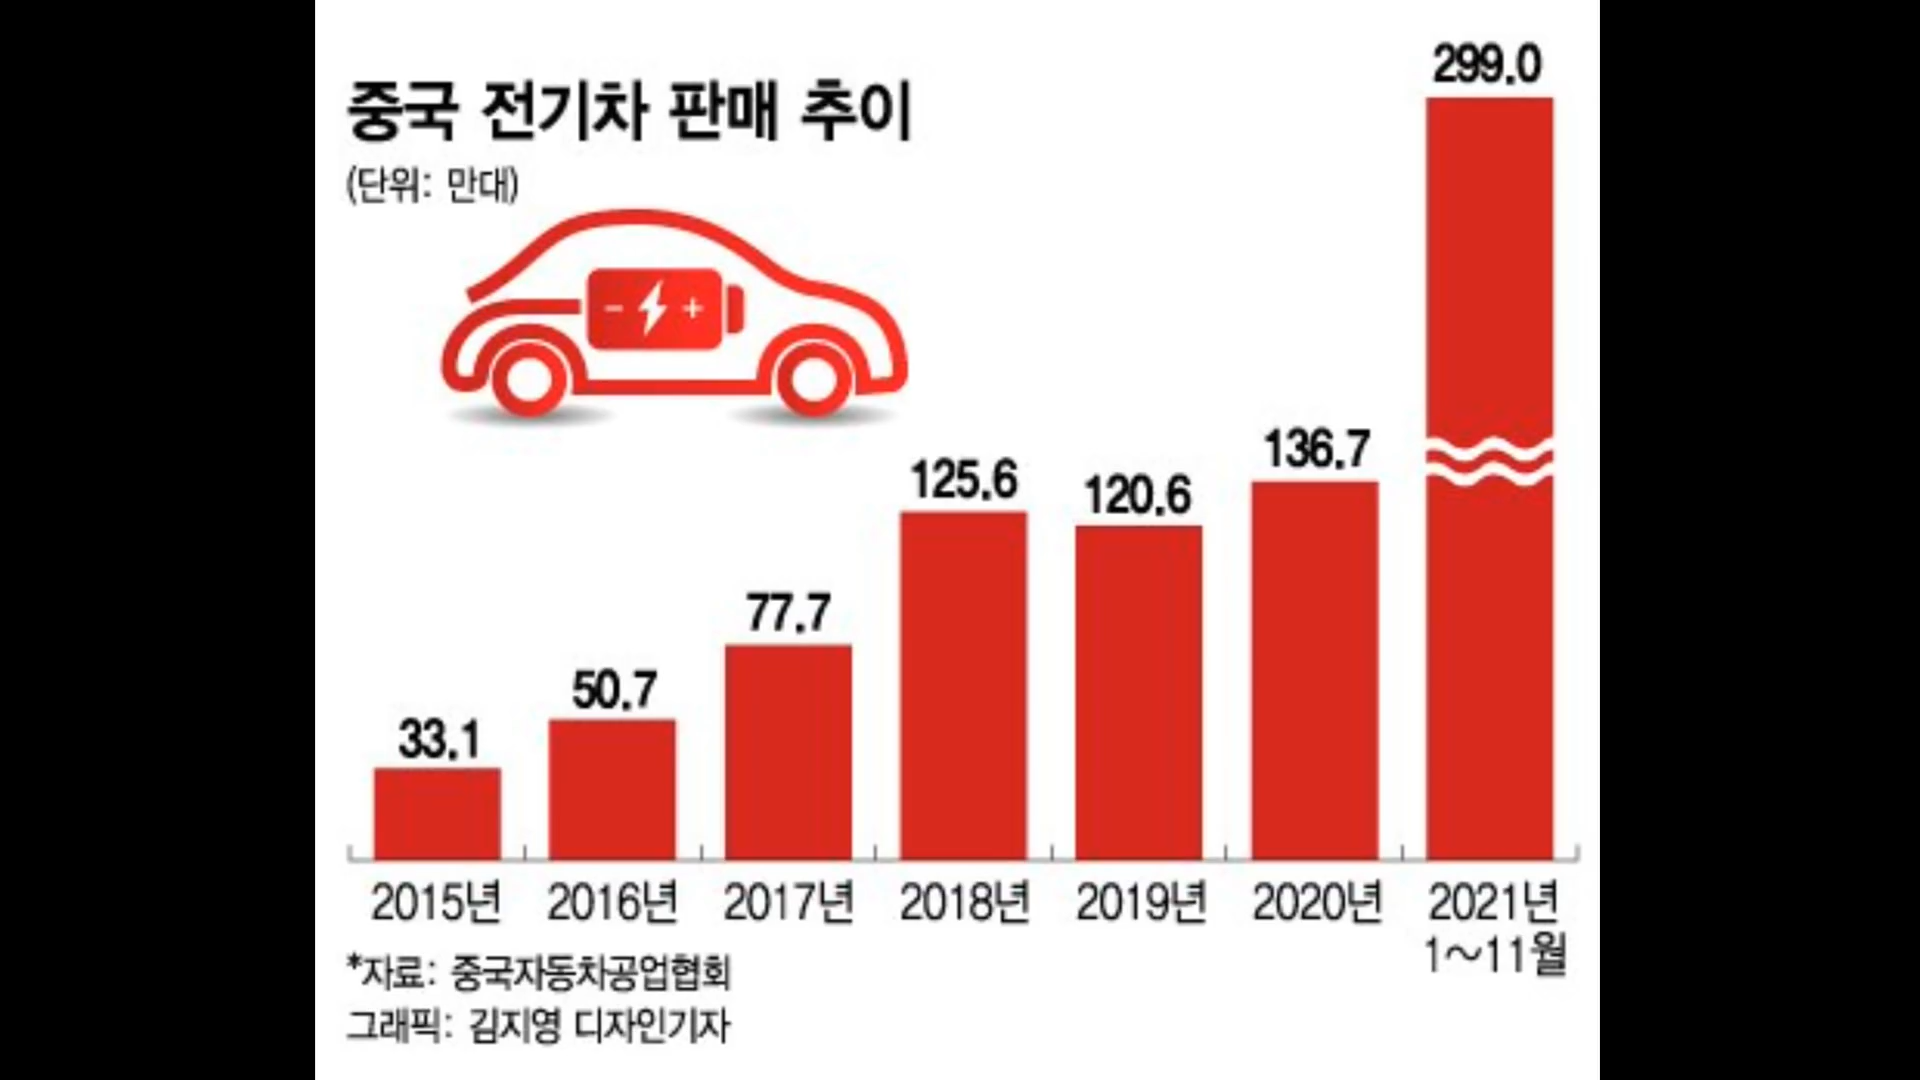 중국 전기차 판매 추이
(단위: 만대)
- +
299.0
136.7
125.6
120.6
77.7
50.7
33.1
2015년 2016년 2017년 2018년 2019년 2020년 2021년
1~11월
*자료: 중국자동차공업협회
그래픽: 김지영 디자인기자